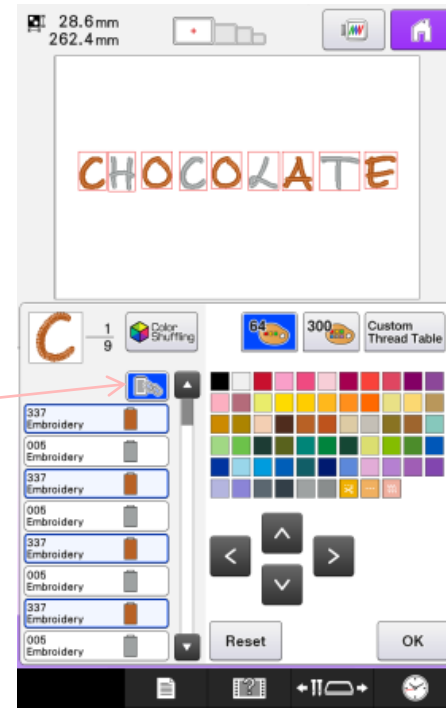 28.6mm
262.4mm
CHOCOLATE
C
1
9
Color
Shuffling
64
300
Custom
Thread Table
337
Embroidery
005
Embroidery
337
Embroidery
005
Embroidery
337
Embroidery
005
Embroidery
337
Embroidery
005
Embroidery
Reset
OK